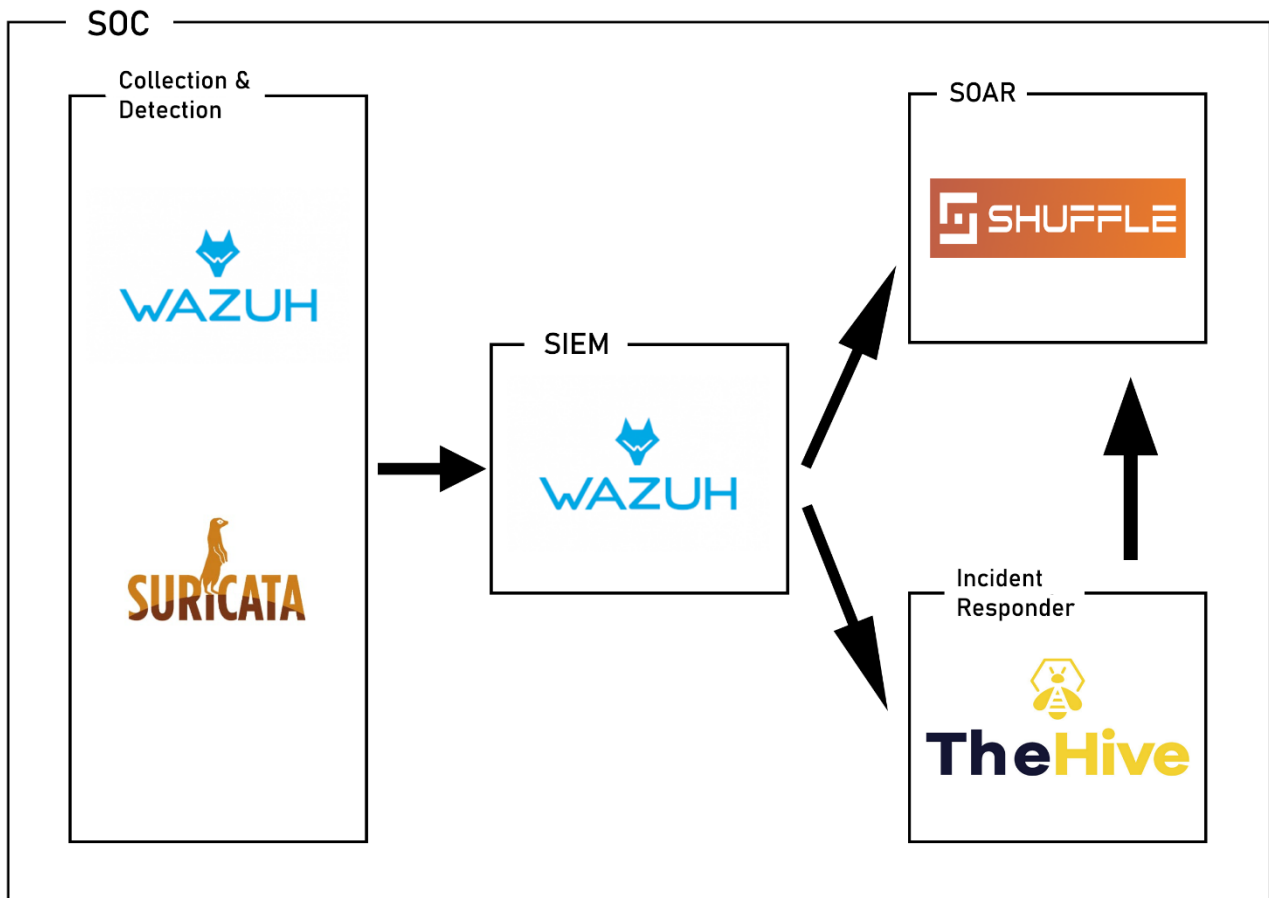 SOC
Collection &
Detection
WAZUH
SURICATA
SIEM
WAZUH
SOAR
SHUFFLE
Incident
Responder
TheHive